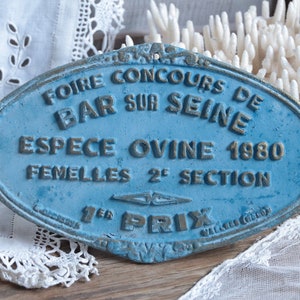 FOIRE CONCOURS DE
BAR SUR SEINE
ESPECE OVINE 1980
FEMELLES 2E SECTION
1ER PRIX